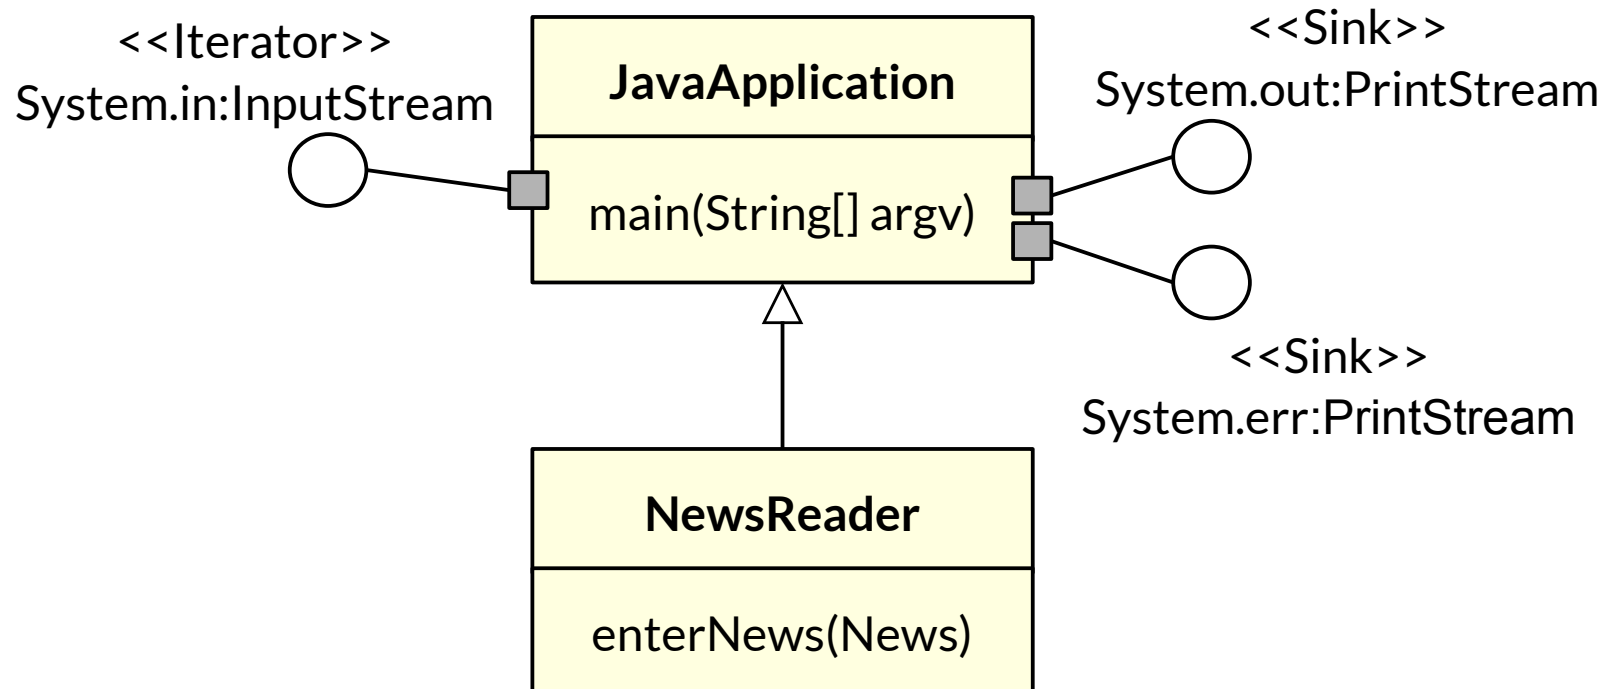 <<Iterator>>
System.in:InputStream
JavaApplication
main(String[] argv)
<<Sink>>
System.out:PrintStream
<<Sink>>
System.err:PrintStream
NewsReader
enterNews(News)